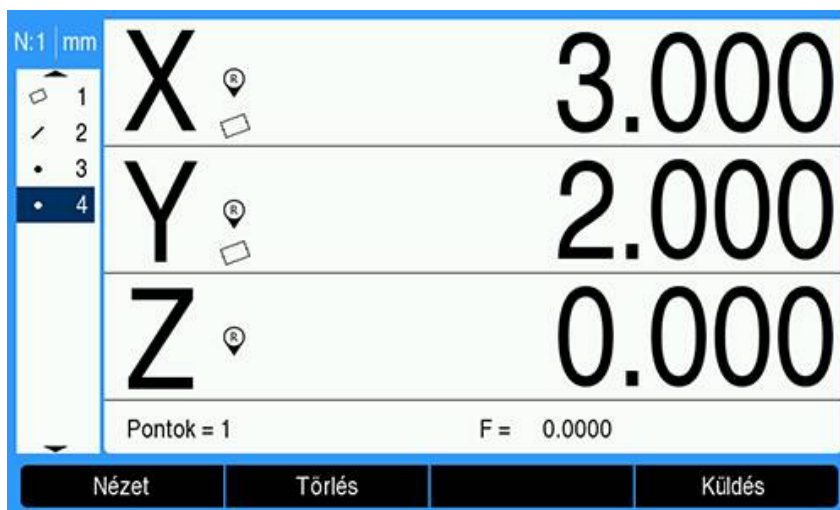 N:1 mm
1
2
3
4
X R 3.000
Y R 2.000
Z R 0.000
Pontok = 1 F = 0.0000
Nézet Törlés Küldés